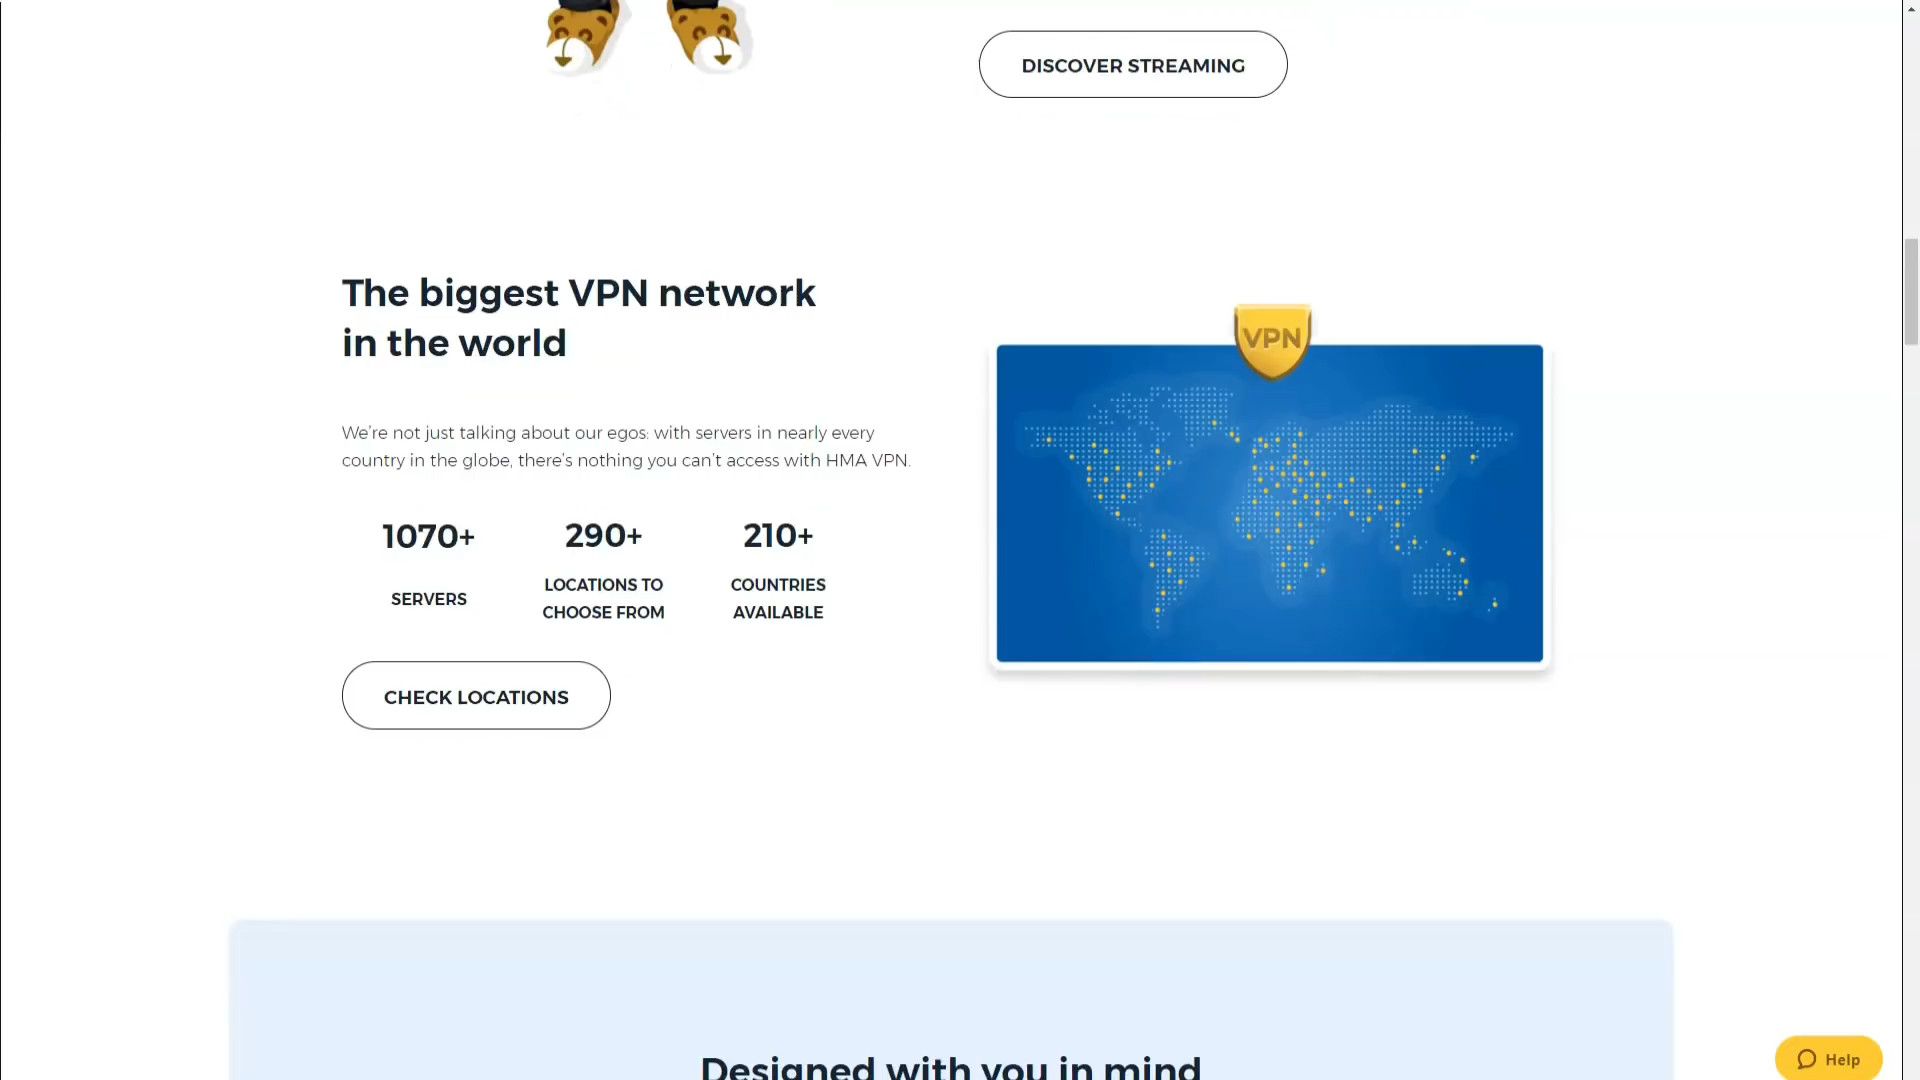 DISCOVER STREAMING
The biggest VPN network
in the world
We’re not just talking about our egos: with servers in nearly every
country in the globe, there’s nothing you can’t access with HMA VPN.
1070+
SERVERS
290+
LOCATIONS TO
CHOOSE FROM
210+
COUNTRIES
AVAILABLE
CHECK LOCATIONS
VPN
Designed with you in mind
Help